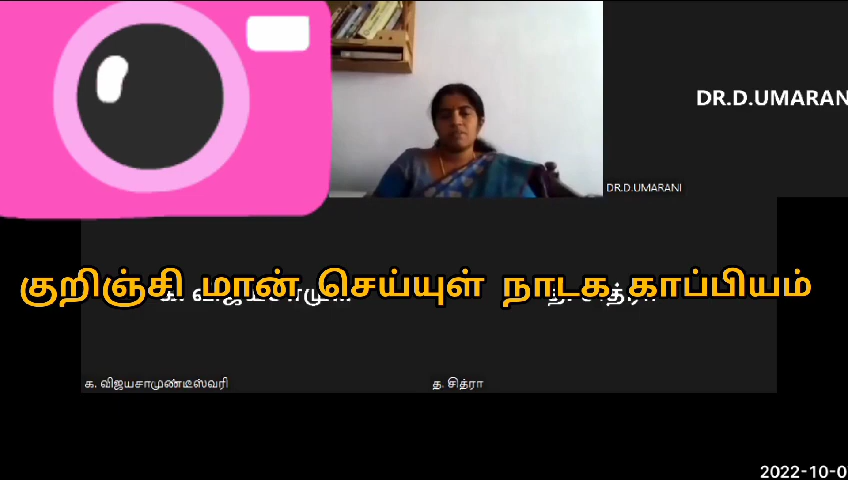 DR.D.UMARAN
DR.D.UMARANI
குறிஞ்கி மான் செய்யுள் நாடக காப்பியம்
க. விஜயசாமுண்டீஸ்வரி
த. சித்ரா
2022-10-0